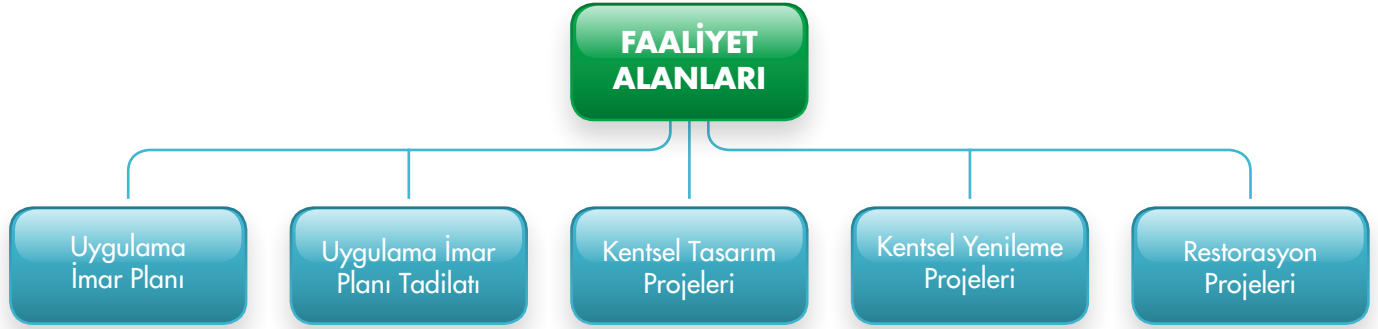 FAALİYET
ALANLARI
Uygulama
İmar Planı
Uygulama İmar
Planı Tadilatı
Kentsel Tasarım
Projeleri
Kentsel Yenileme
Projeleri
Restorasyon
Projeleri